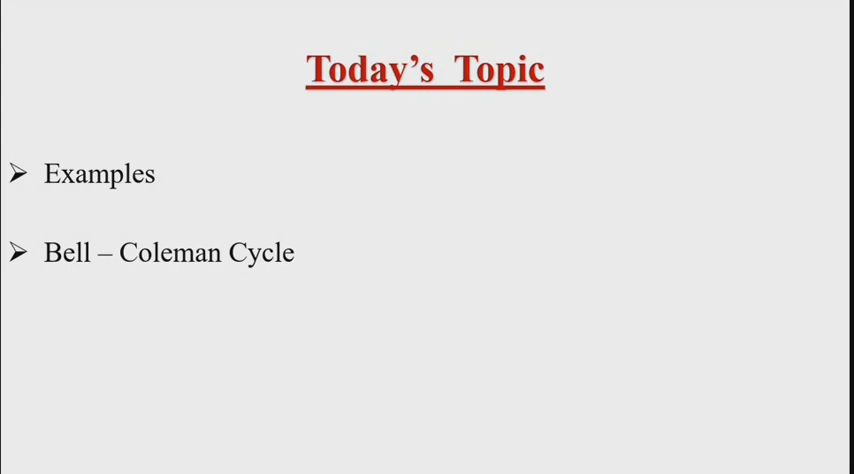 Today’s Topic
➢ Examples
➢ Bell – Coleman Cycle